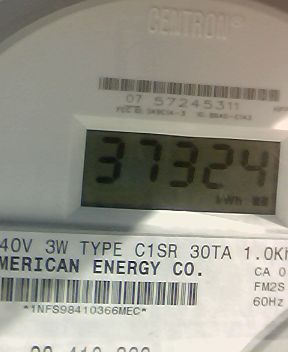 CENTRON®
07 57245311
37324
kWh
40V 3W TYPE C1SR 30TA 1.0K
MERICAN ENERGY CO.
CA 0
FM2S
*1NFS98410366MEC*
60Hz